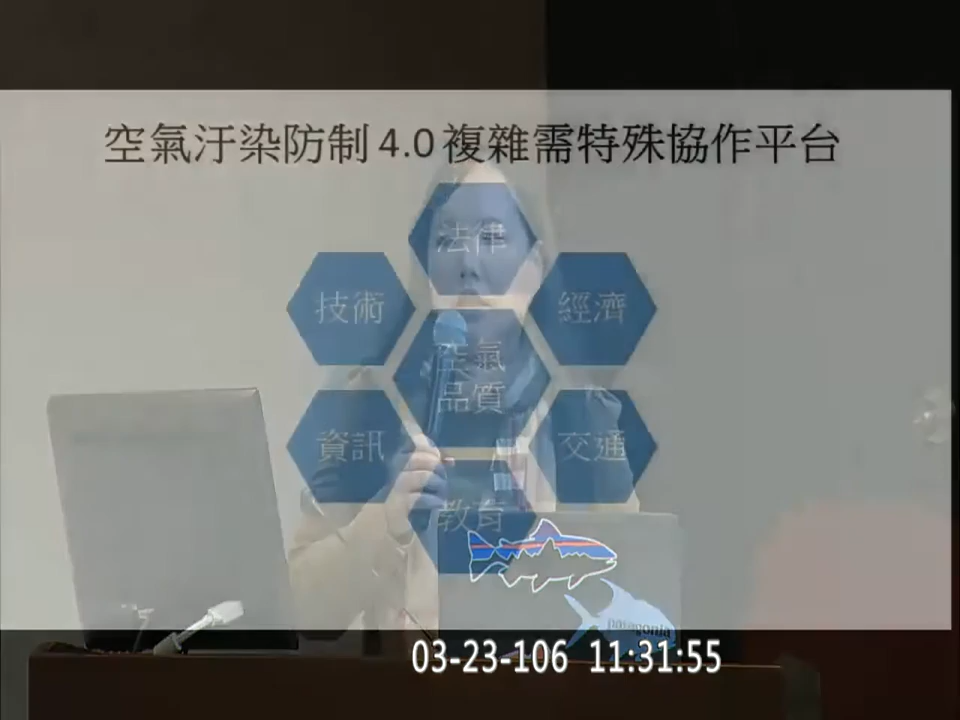 空氣汙染防制 4.0 複雜需特殊協作平台
法律
技術
經濟
空氣
品質
資訊
交通
教育
patagonia
03-23-106 11:31:55